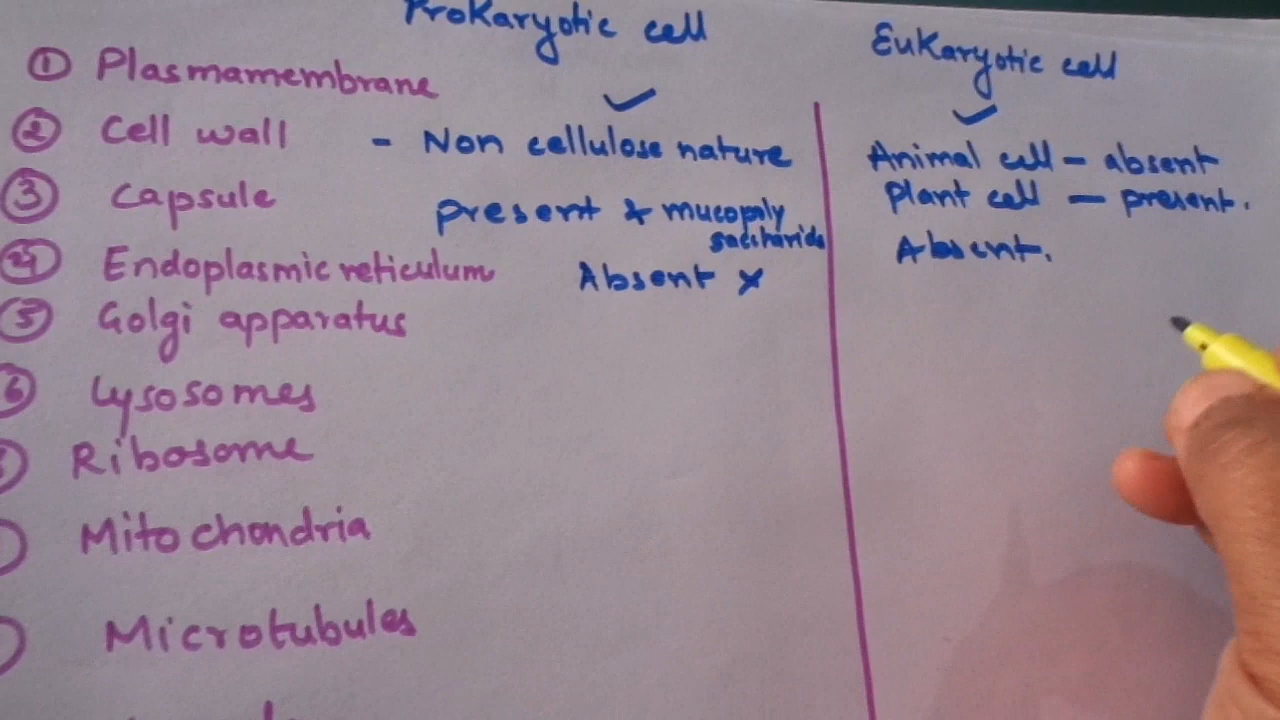 Prokaryotic cell
Eukaryotic cell
① Plasmamembrane ✓ ✓
② Cell wall - Non cellulose nature Animal cell - absent
Plant cell - present.
③ Capsule present & mucopoly
saccharide Absent.
④ Endoplasmic reticulum Absent ✗
⑤ Golgi apparatus
⑥ Lysosomes
Ribosome
Mitochondria
Microtubules